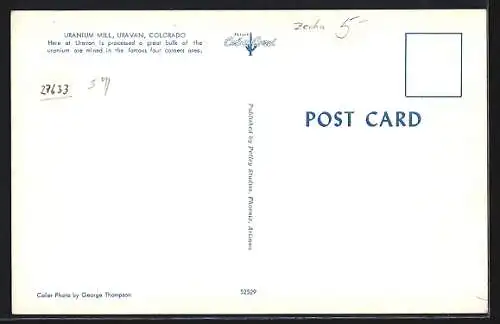 URANIUM MILL, URAVAN, COLORADO
Here at Uravan is processed a great bulk of the
uranium ore mined in the famous four corners area.
27633
5-
POST CARD
Published by Petley Studios, Phoenix, Arizona
Color Photo by George Thompson
52529